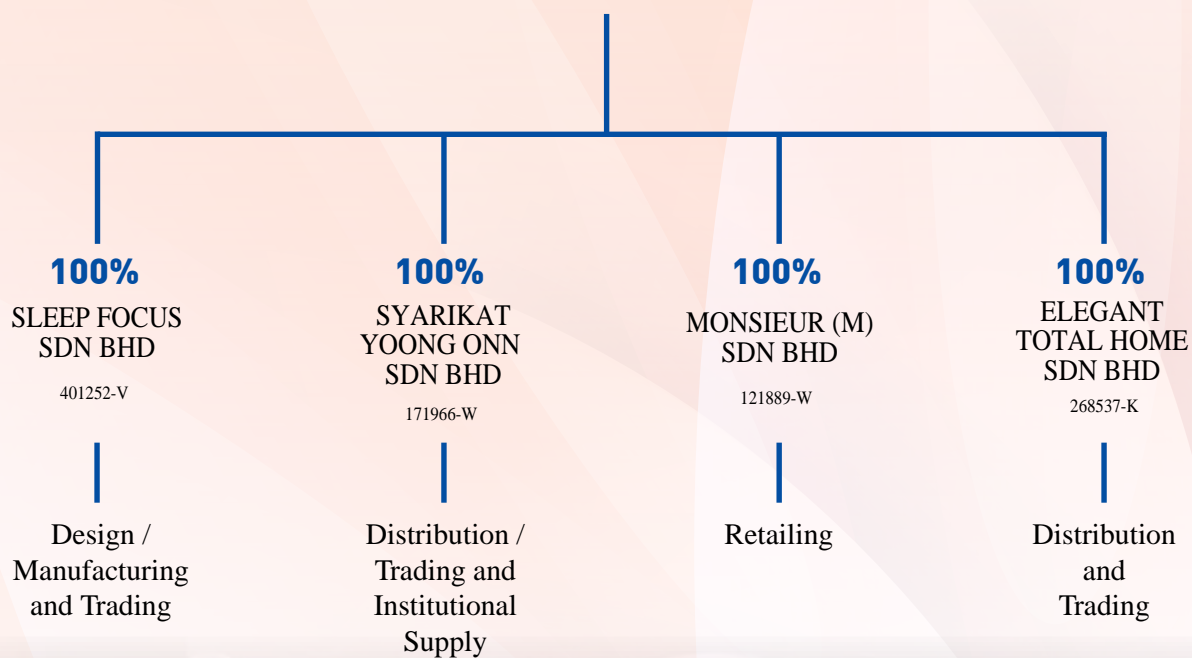 100%
SLEEP FOCUS
SDN BHD
401252-V
Design /
Manufacturing
and Trading
100%
SYARIKAT
YOONG ONN
SDN BHD
171966-W
Distribution /
Trading and
Institutional
Supply
100%
MONSIEUR (M)
SDN BHD
121889-W
Retailing
100%
ELEGANT
TOTAL HOME
SDN BHD
268537-K
Distribution
and
Trading